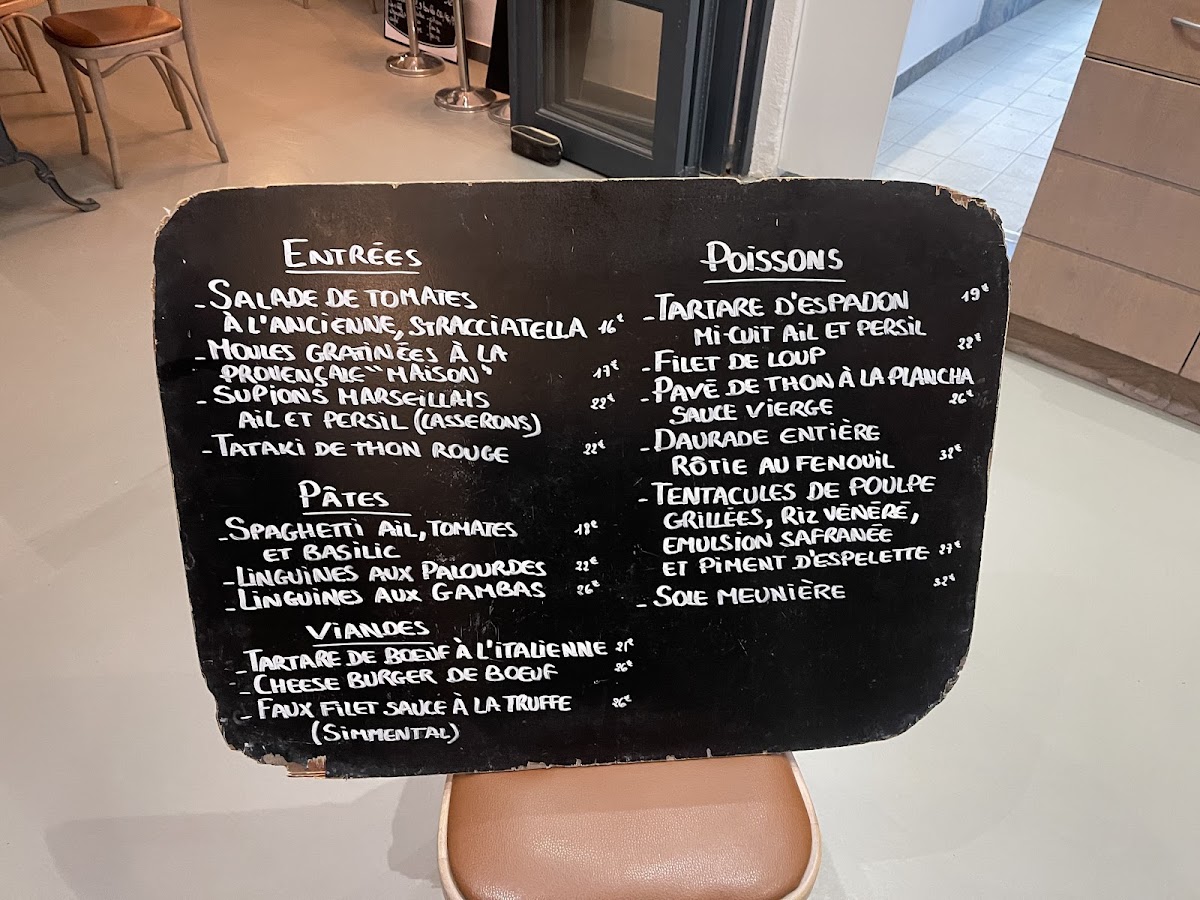 ENTRÉES
- SALADE DE TOMATES
À L'ANCIENNE, STRACCIATELLA 16€
- MOULES GRATINÉES À LA
PROVENÇALE "MAISON" 17€
- SUPIONS MARSEILLAIS 22€
AIL ET PERSIL (CASSERONS)
- TATAKI DE THON ROUGE 22€
PÂTES
- SPAGHETTI AIL, TOMATES 18€
ET BASILIC
- LINGUINES AUX PALOURDES 22€
- LINGUINES AUX GAMBAS 26€
VIANDES
- TARTARE DE BOEUF À L'ITALIENNE 21€
- CHEESE BURGER DE BOEUF 26€
- FAUX FILET SAUCE À LA TRUFFE 26€
(SIMMENTAL)
POISSONS
- TARTARE D'ESPADON 19€
MI-CUIT AIL ET PERSIL
- FILET DE LOUP 22€
- PAVÉ DE THON À LA PLANCHA
SAUCE VIERGE 26€
- DAURADE ENTIÈRE
RÔTIE AU FENOUIL 32€
- TENTACULES DE POULPE
GRILLÉES, RIZ VÉNÉRÉ,
EMULSION SAFRANÉE
ET PIMENT D'ESPELETTE 27€
- SOLE MEUNIÈRE 32€